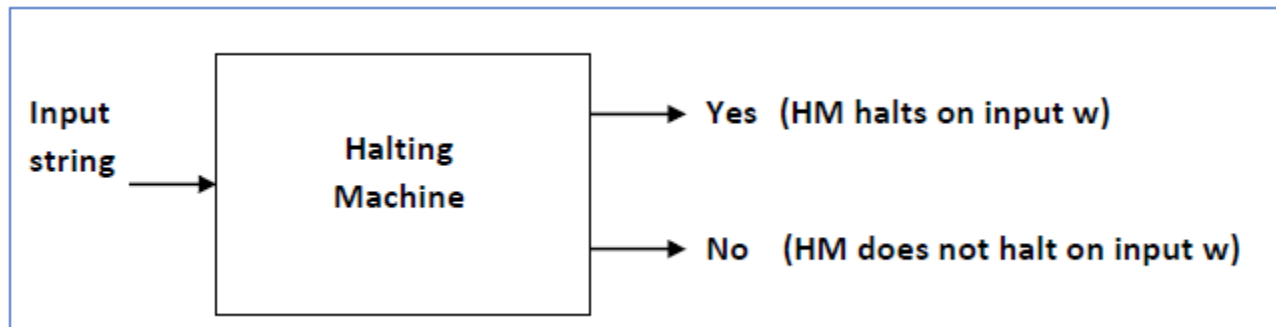 Input
string
Halting
Machine
Yes (HM halts on input w)
No (HM does not halt on input w)